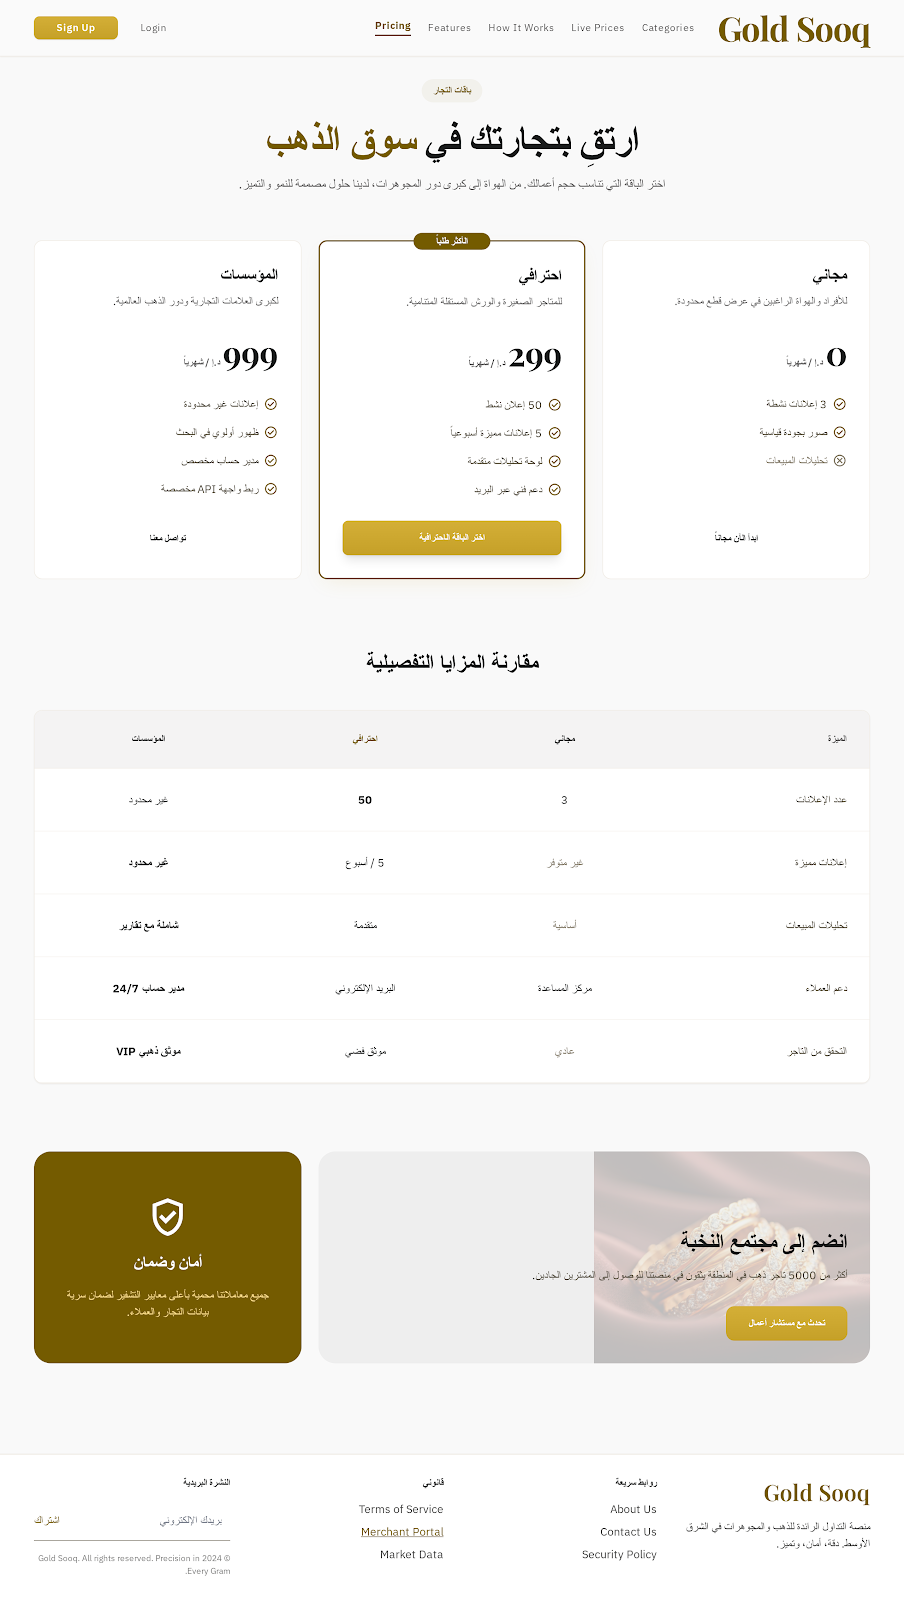 Gold Sooq
Categories
Live Prices
How It Works
Features
Pricing
Login
Sign Up
باقات التجار
ارتقِ بتجارتك في سوق الذهب
اختر الباقة التي تناسب حجم أعمالك. من الهواة إلى كبرى دور المجوهرات، لدينا حلول مصممة للنمو والتميز.
مجاني
للأفراد والهواة الراغبين في عرض قطع محدودة.
0 د.إ / شهرياً
3 إعلانات نشطة
صور بجودة قياسية
تحليلات المبيعات
ابدأ الآن مجاناً
الأكثر طلباً
احترافي
للمتاجر الصغيرة والورش المستقلة المتنامية.
299 د.إ / شهرياً
50 إعلان نشط
5 إعلانات مميزة أسبوعياً
لوحة تحليلات متقدمة
دعم فني عبر البريد
اختر الباقة الاحترافية
المؤسسات
لكبرى العلامات التجارية ودور الذهب العالمية.
999 د.إ / شهرياً
إعلانات غير محدودة
ظهور أولوي في البحث
مدير حساب مخصص
ربط واجهة API مخصصة
تواصل معنا
مقارنة المزايا التفصيلية
الميزة مجاني احترافي المؤسسات
عدد الإعلانات 3 50 غير محدود
إعلانات مميزة غير متوفر 5 / أسبوع غير محدود
تحليلات المبيعات أساسية متقدمة شاملة مع تقارير
دعم العملاء مركز المساعدة البريد الإلكتروني مدير حساب 24/7
التحقق من التاجر عادي موثق فضي موثق ذهبي VIP
انضم إلى مجتمع النخبة
أكثر من 5000 تاجر ذهب في المنطقة يثقون في منصتنا للوصول إلى المشترين الجادين.
تحدث مع مستشار أعمال
أمان وضمان
جميع معاملاتنا محمية بأعلى معايير التشفير لضمان سرية
بيانات التجار والعملاء.
Gold Sooq
منصة التداول الرائدة للذهب والمجوهرات في الشرق
الأوسط. دقة، أمان، وتميز.
روابط سريعة
About Us
Contact Us
Security Policy
قانوني
Terms of Service
Merchant Portal
Market Data
النشرة البريدية
بريدك الإلكتروني
اشتراك
Gold Sooq. All rights reserved. Precision in 2024 ©
.Every Gram